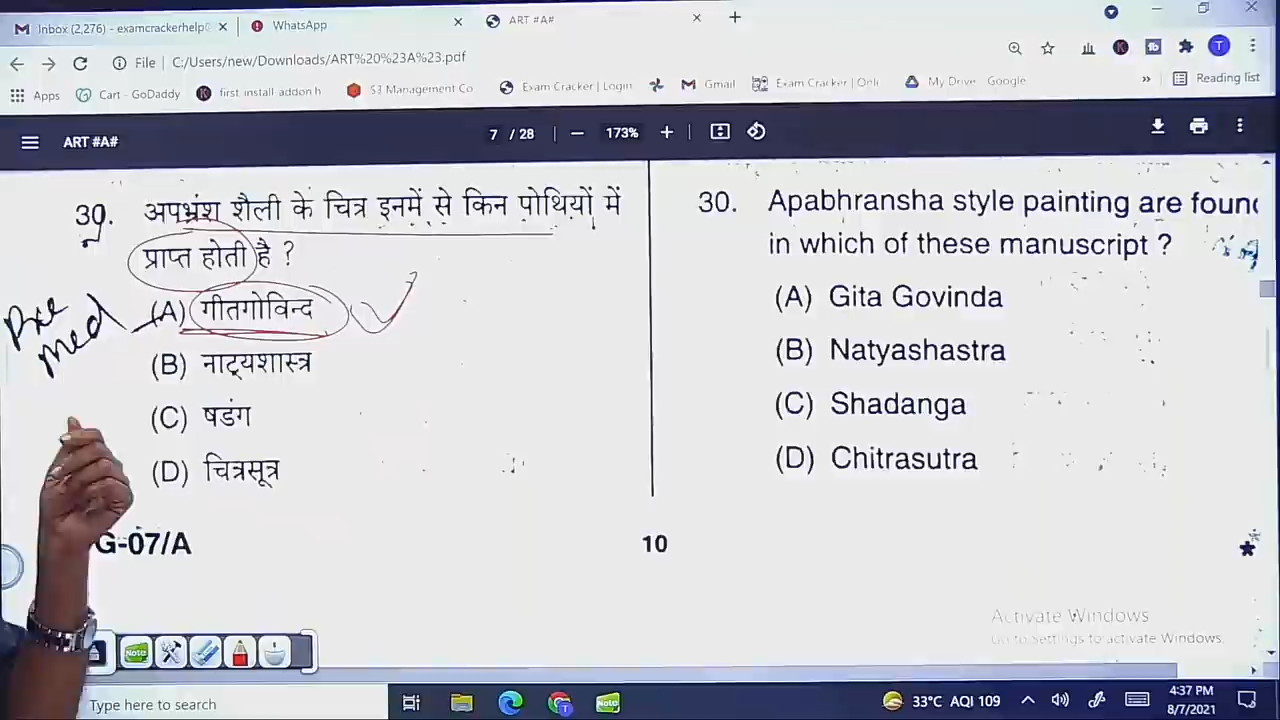 Inbox (2,276) - examcrackerhelp
WhatsApp
ART #A#
File | C:/Users/new/Downloads/ART%20%23A%23.pdf
Apps
Cart - GoDaddy
first install addon h
S3 Management Co
Exam Cracker | Login
Gmail
Exam Cracker | Onli
My Drive - Google
Reading list
ART #A#
7 / 28
173%
30. अपभ्रंश शैली के चित्र इनमें से किन पोथियों में
प्राप्त होती है ?
(A) गीतगोविन्द
(B) नाट्यशास्त्र
(C) षडंग
(D) चित्रसूत्र
30. Apabhransha style painting are foun
in which of these manuscript ?
(A) Gita Govinda
(B) Natyashastra
(C) Shadanga
(D) Chitrasutra
G-07/A
10
Activate Windows
Go to Settings to activate Windows.
Note
Type here to search
Note
33°C AQI 109
4:37 PM
8/7/2021